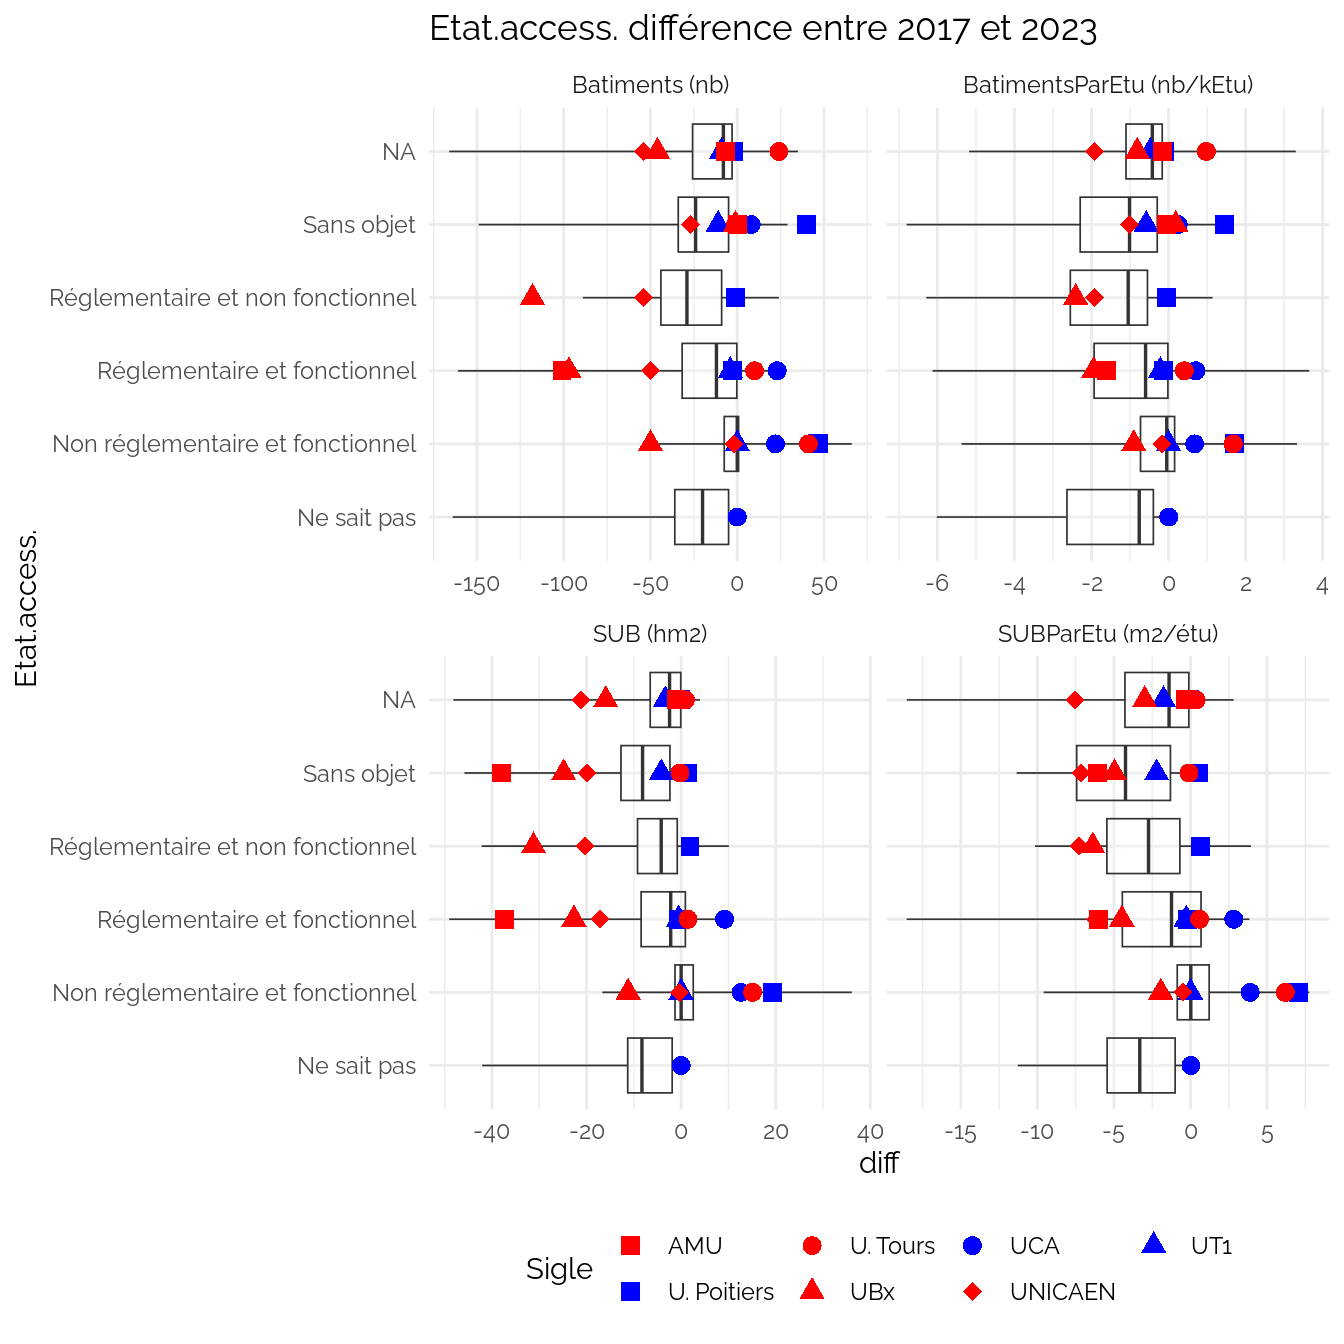 Etat.access. différence entre 2017 et 2023
Batiments (nb)
BatimentsParEtu (nb/kEtu)
NA
Sans objet
Réglementaire et non fonctionnel
Réglementaire et fonctionnel
Non réglementaire et fonctionnel
Ne sait pas
-150 -100 -50 0 50
-6 -4 -2 0 2 4
Etat.access.
SUB (hm2)
SUBParEtu (m2/étu)
NA
Sans objet
Réglementaire et non fonctionnel
Réglementaire et fonctionnel
Non réglementaire et fonctionnel
Ne sait pas
-40 -20 0 20 40
-15 -10 -5 0 5
diff
Sigle
AMU U. Tours UCA UT1
U. Poitiers UBx UNICAEN